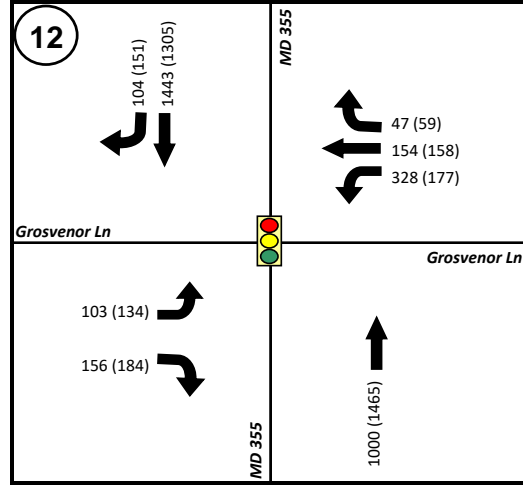 12
104 (151)
1443 (1305)
MD 355
47 (59)
154 (158)
328 (177)
Grosvenor Ln
Grosvenor Ln
103 (134)
156 (184)
MD 355
1000 (1465)